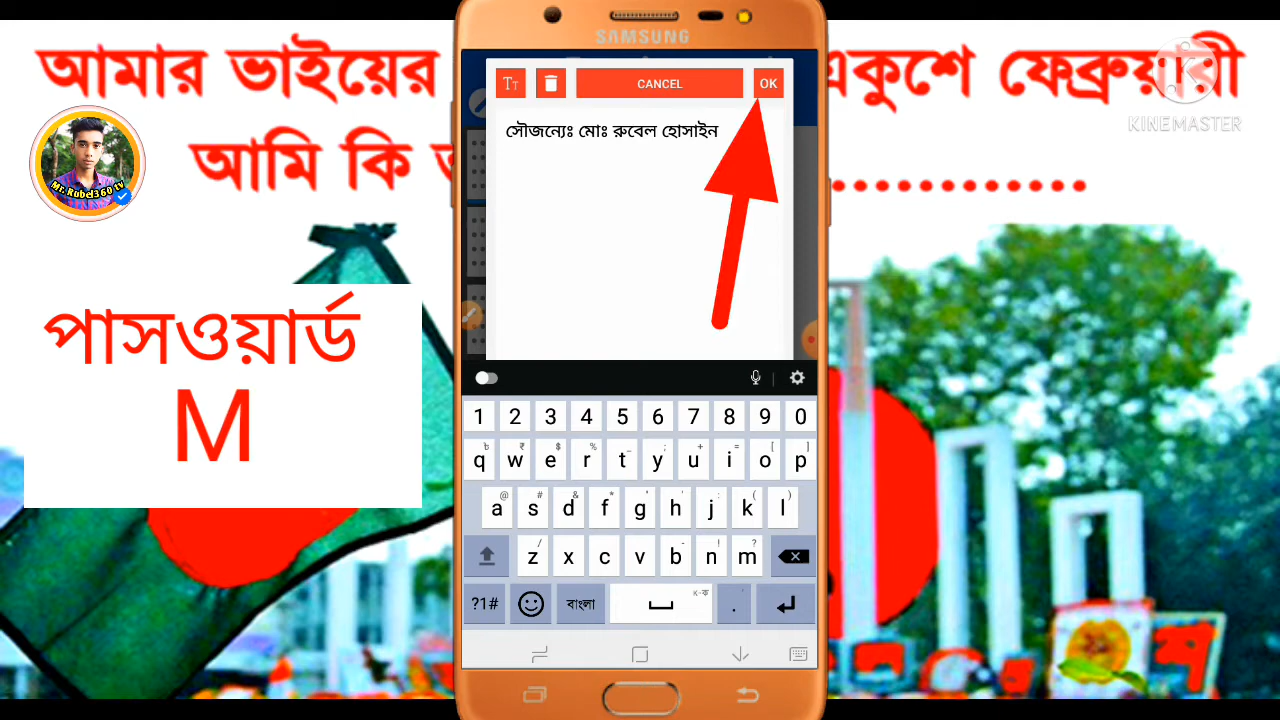 আমার ভাইয়ের
একুশে ফেব্রুয়ারী
আমি কি
.............
Mr. Rubel360 tv
KINEMASTER
পাসওয়ার্ড
M
SAMSUNG
TT
CANCEL
OK
সৌজন্যেঃ মোঃ রুবেল হোসাইন
1 2 3 4 5 6 7 8 9 0
q w e r t y u i o p
a s d f g h j k l
z x c v b n m
?1# বাংলা ক-ক .